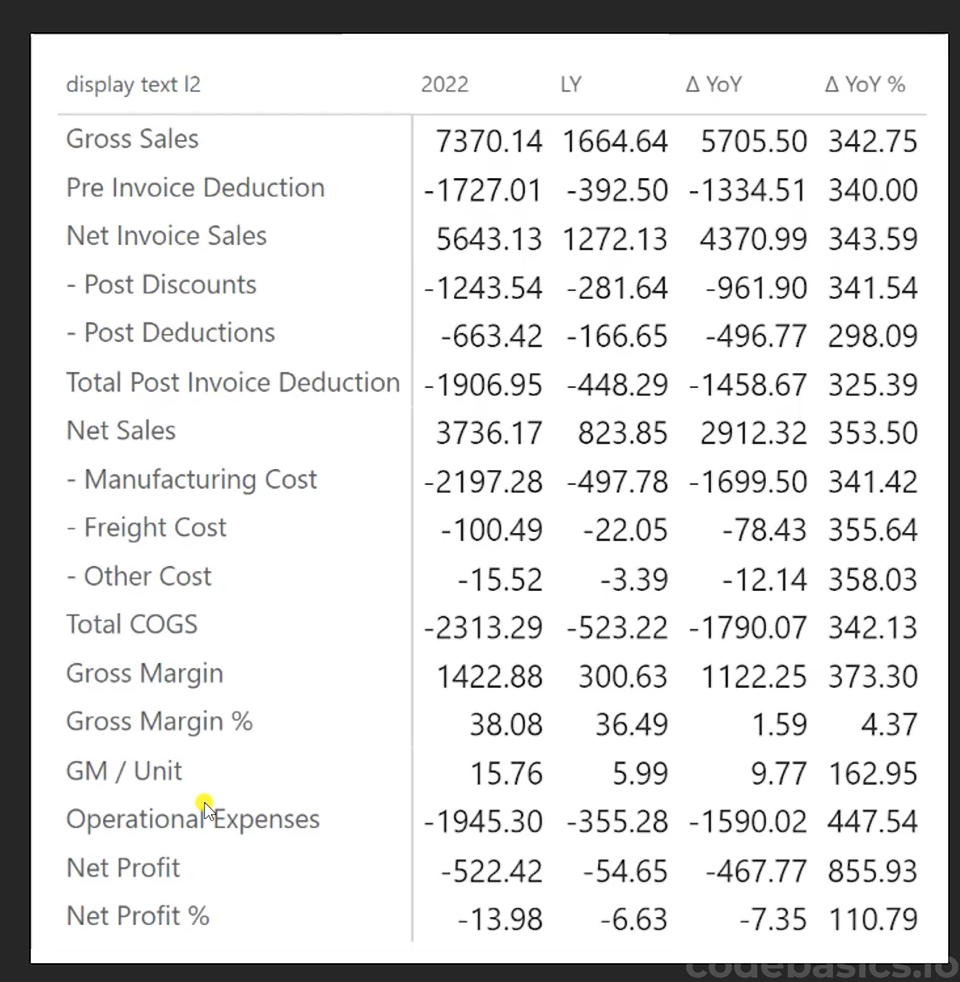 display text l2 2022 LY Δ YoY Δ YoY %
Gross Sales 7370.14 1664.64 5705.50 342.75
Pre Invoice Deduction -1727.01 -392.50 -1334.51 340.00
Net Invoice Sales 5643.13 1272.13 4370.99 343.59
- Post Discounts -1243.54 -281.64 -961.90 341.54
- Post Deductions -663.42 -166.65 -496.77 298.09
Total Post Invoice Deduction -1906.95 -448.29 -1458.67 325.39
Net Sales 3736.17 823.85 2912.32 353.50
- Manufacturing Cost -2197.28 -497.78 -1699.50 341.42
- Freight Cost -100.49 -22.05 -78.43 355.64
- Other Cost -15.52 -3.39 -12.14 358.03
Total COGS -2313.29 -523.22 -1790.07 342.13
Gross Margin 1422.88 300.63 1122.25 373.30
Gross Margin % 38.08 36.49 1.59 4.37
GM / Unit 15.76 5.99 9.77 162.95
Operational Expenses -1945.30 -355.28 -1590.02 447.54
Net Profit -522.42 -54.65 -467.77 855.93
Net Profit % -13.98 -6.63 -7.35 110.79
codebasics.io